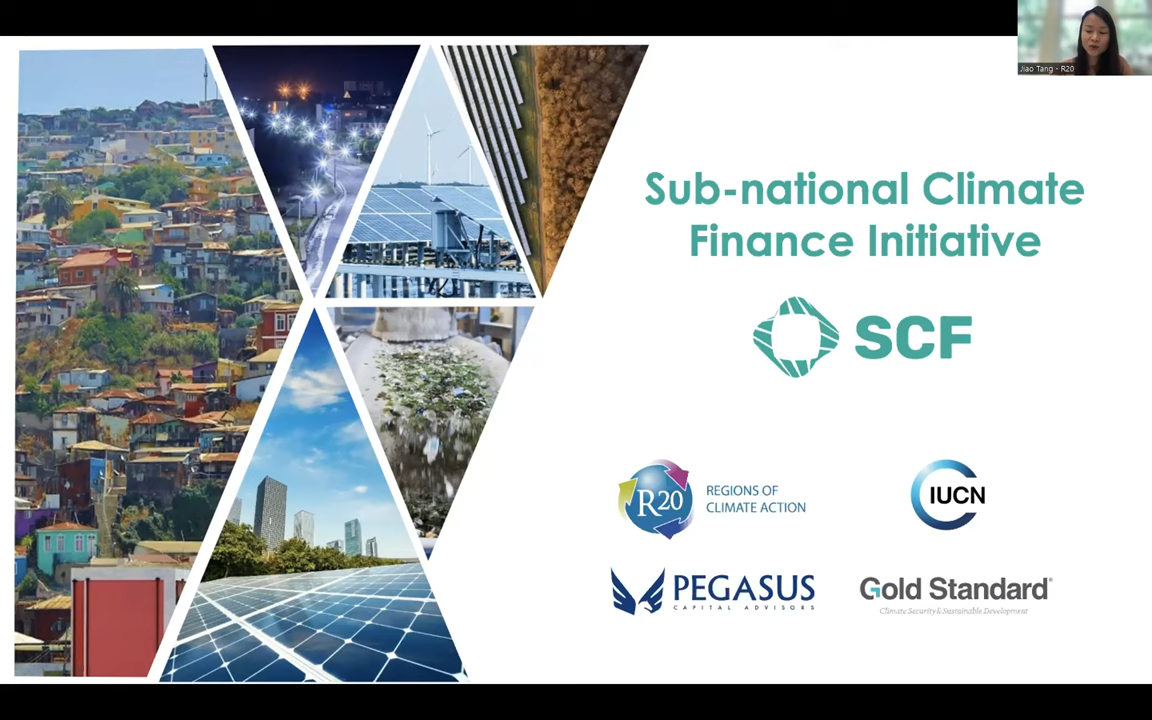 Jiao Tang - R20
Sub-national Climate
Finance Initiative
SCF
R20
REGIONS OF
CLIMATE ACTION
IUCN
PEGASUS
CAPITAL ADVISORS
Gold Standard®
Climate Security & Sustainable Development